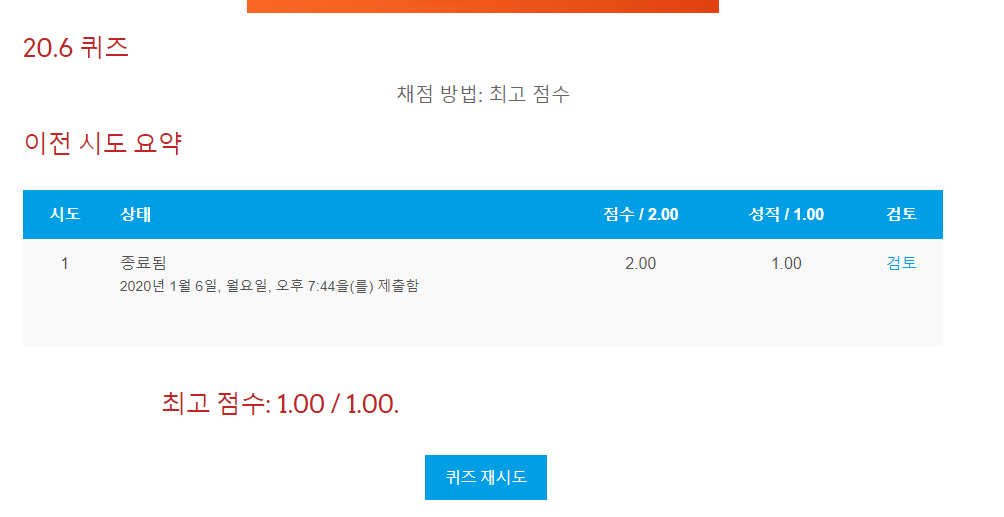 20.6 퀴즈
채점 방법: 최고 점수
이전 시도 요약
시도 상태 점수 / 2.00 성적 / 1.00 검토
1 종료됨 2.00 1.00 검토
2020년 1월 6일, 월요일, 오후 7:44을(를) 제출함
최고 점수: 1.00 / 1.00.
퀴즈 재시도